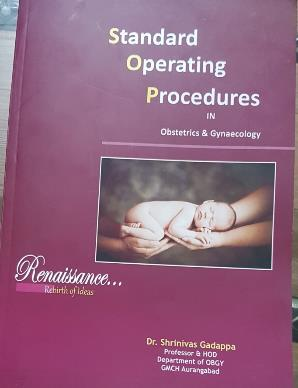 Standard
Operating
Procedures
IN
Obstetrics & Gynaecology
Renaissance...
Rebirth of Ideas
Dr. Shrinivas Gadappa
Professor & HOD
Department of OBGY
GMCH Aurangabad